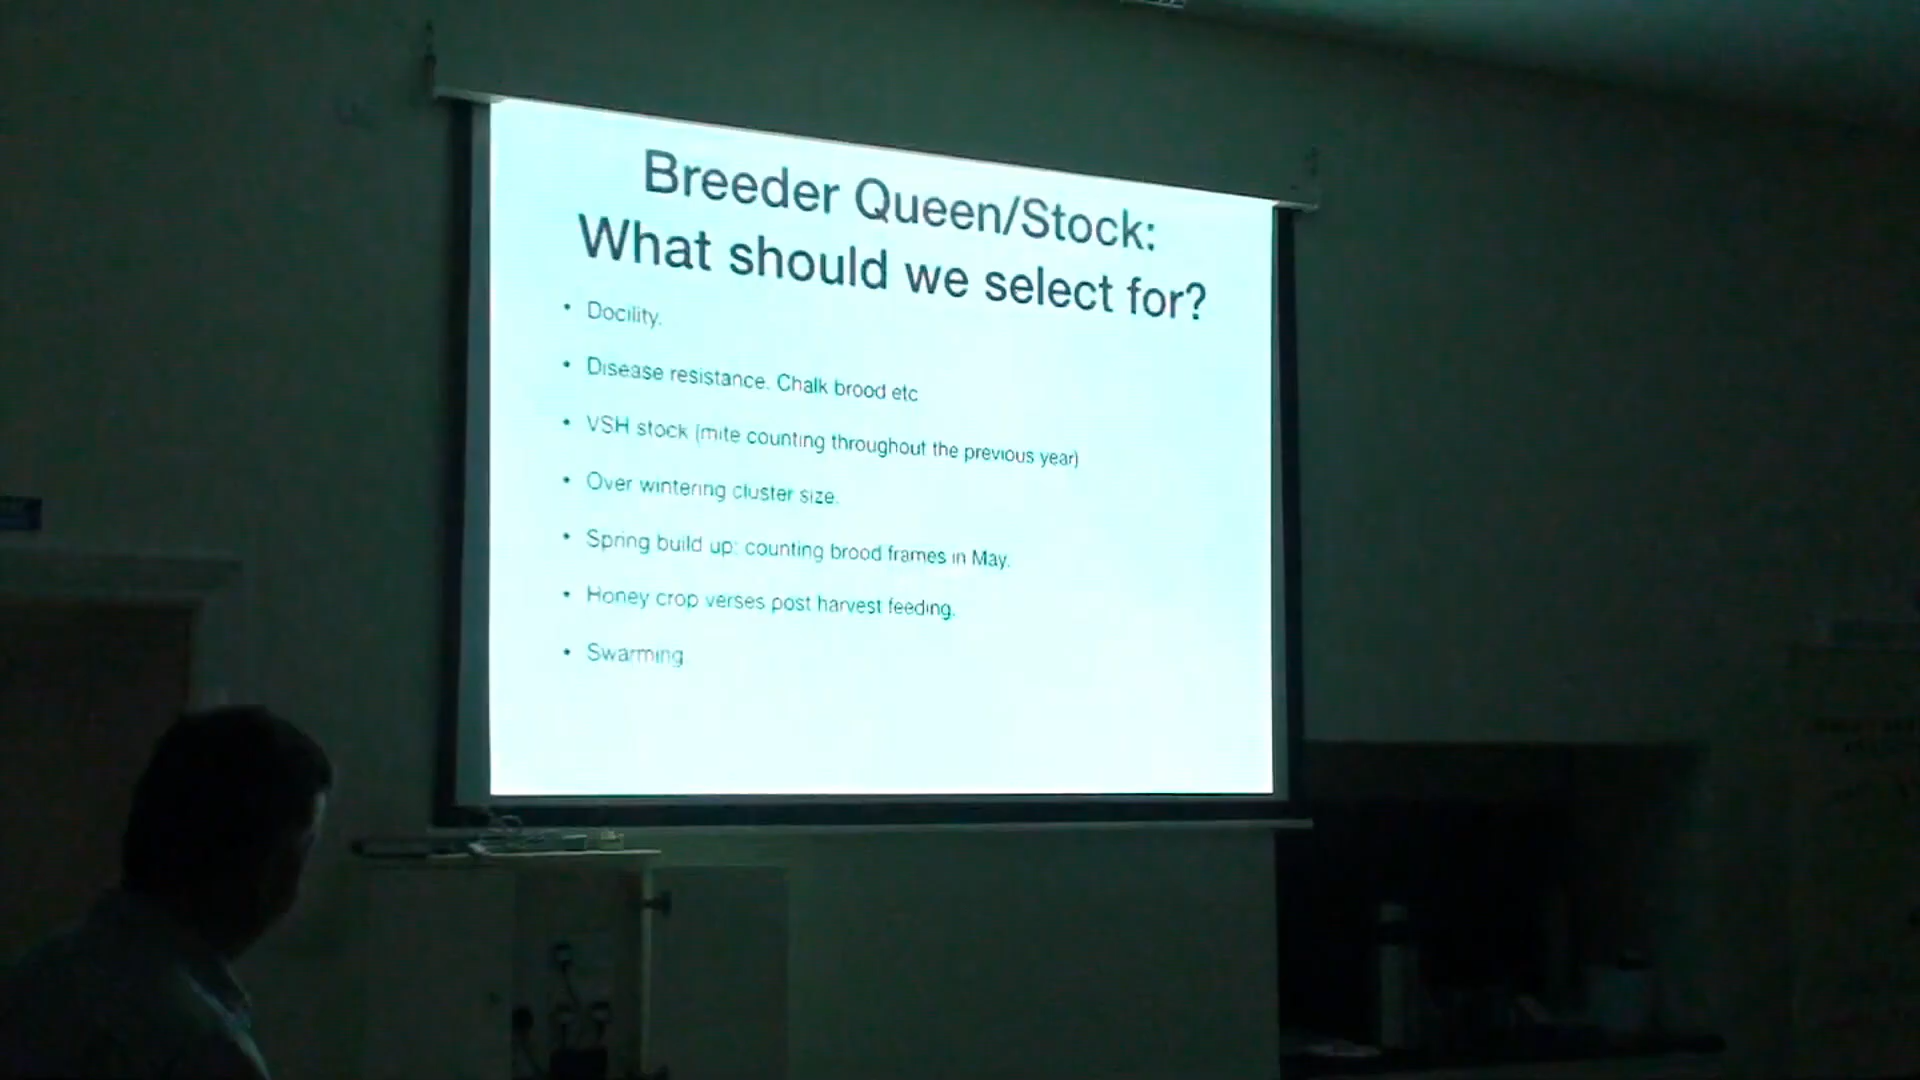 Breeder Queen/Stock:
What should we select for?
• Docility.
• Disease resistance. Chalk brood etc
• VSH stock (mite counting throughout the previous year)
• Over wintering cluster size.
• Spring build up: counting brood frames in May.
• Honey crop verses post harvest feeding.
• Swarming